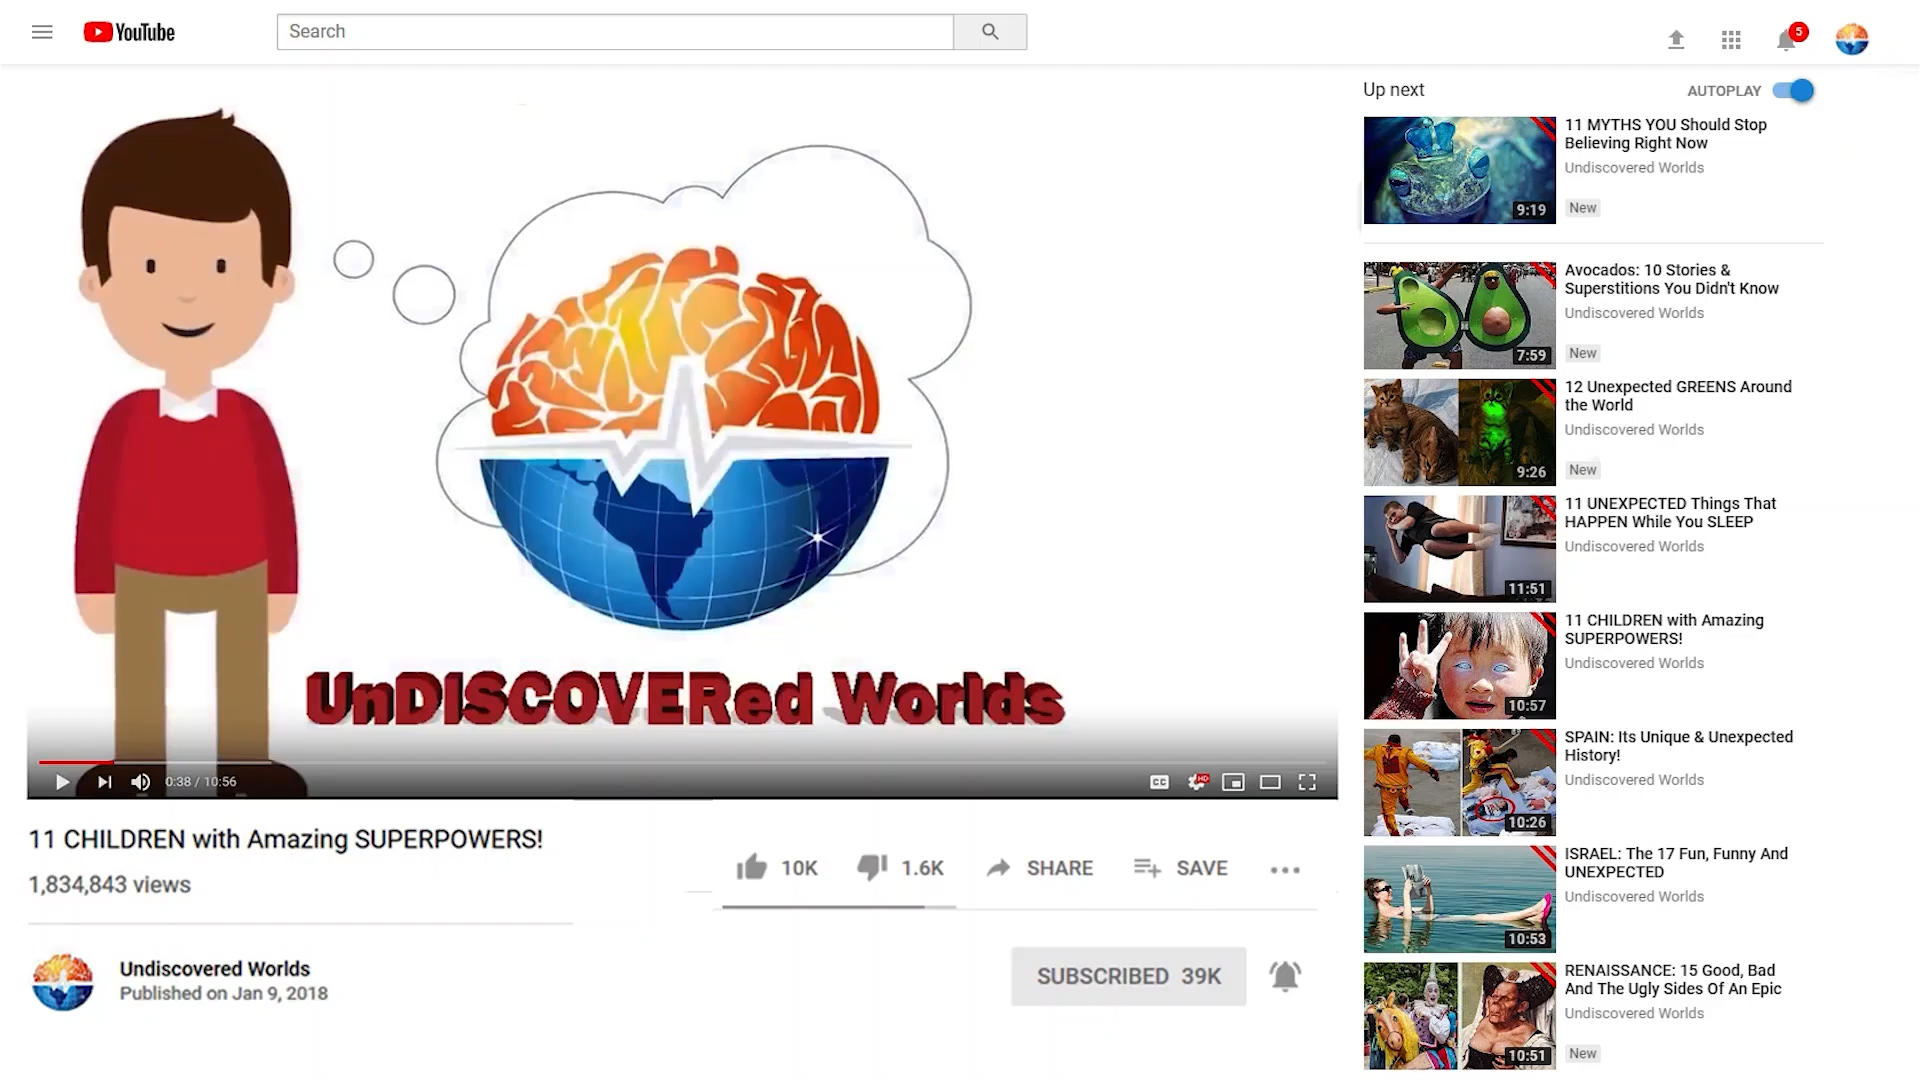 YouTube
Search
5
Up next
AUTOPLAY
11 MYTHS YOU Should Stop
Believing Right Now
Undiscovered Worlds
New
9:19
Avocados: 10 Stories &
Superstitions You Didn't Know
Undiscovered Worlds
New
7:59
12 Unexpected GREENS Around
the World
Undiscovered Worlds
New
9:26
11 UNEXPECTED Things That
HAPPEN While You SLEEP
Undiscovered Worlds
11:51
11 CHILDREN with Amazing
SUPERPOWERS!
Undiscovered Worlds
10:57
SPAIN: Its Unique & Unexpected
History!
Undiscovered Worlds
10:26
ISRAEL: The 17 Fun, Funny And
UNEXPECTED
Undiscovered Worlds
10:53
RENAISSANCE: 15 Good, Bad
And The Ugly Sides Of An Epic
Undiscovered Worlds
New
10:51
UnDISCOVERed Worlds
0:38 / 10:56
CC
HD
11 CHILDREN with Amazing SUPERPOWERS!
1,834,843 views
10K
1.6K
SHARE
SAVE
Undiscovered Worlds
Published on Jan 9, 2018
SUBSCRIBED 39K